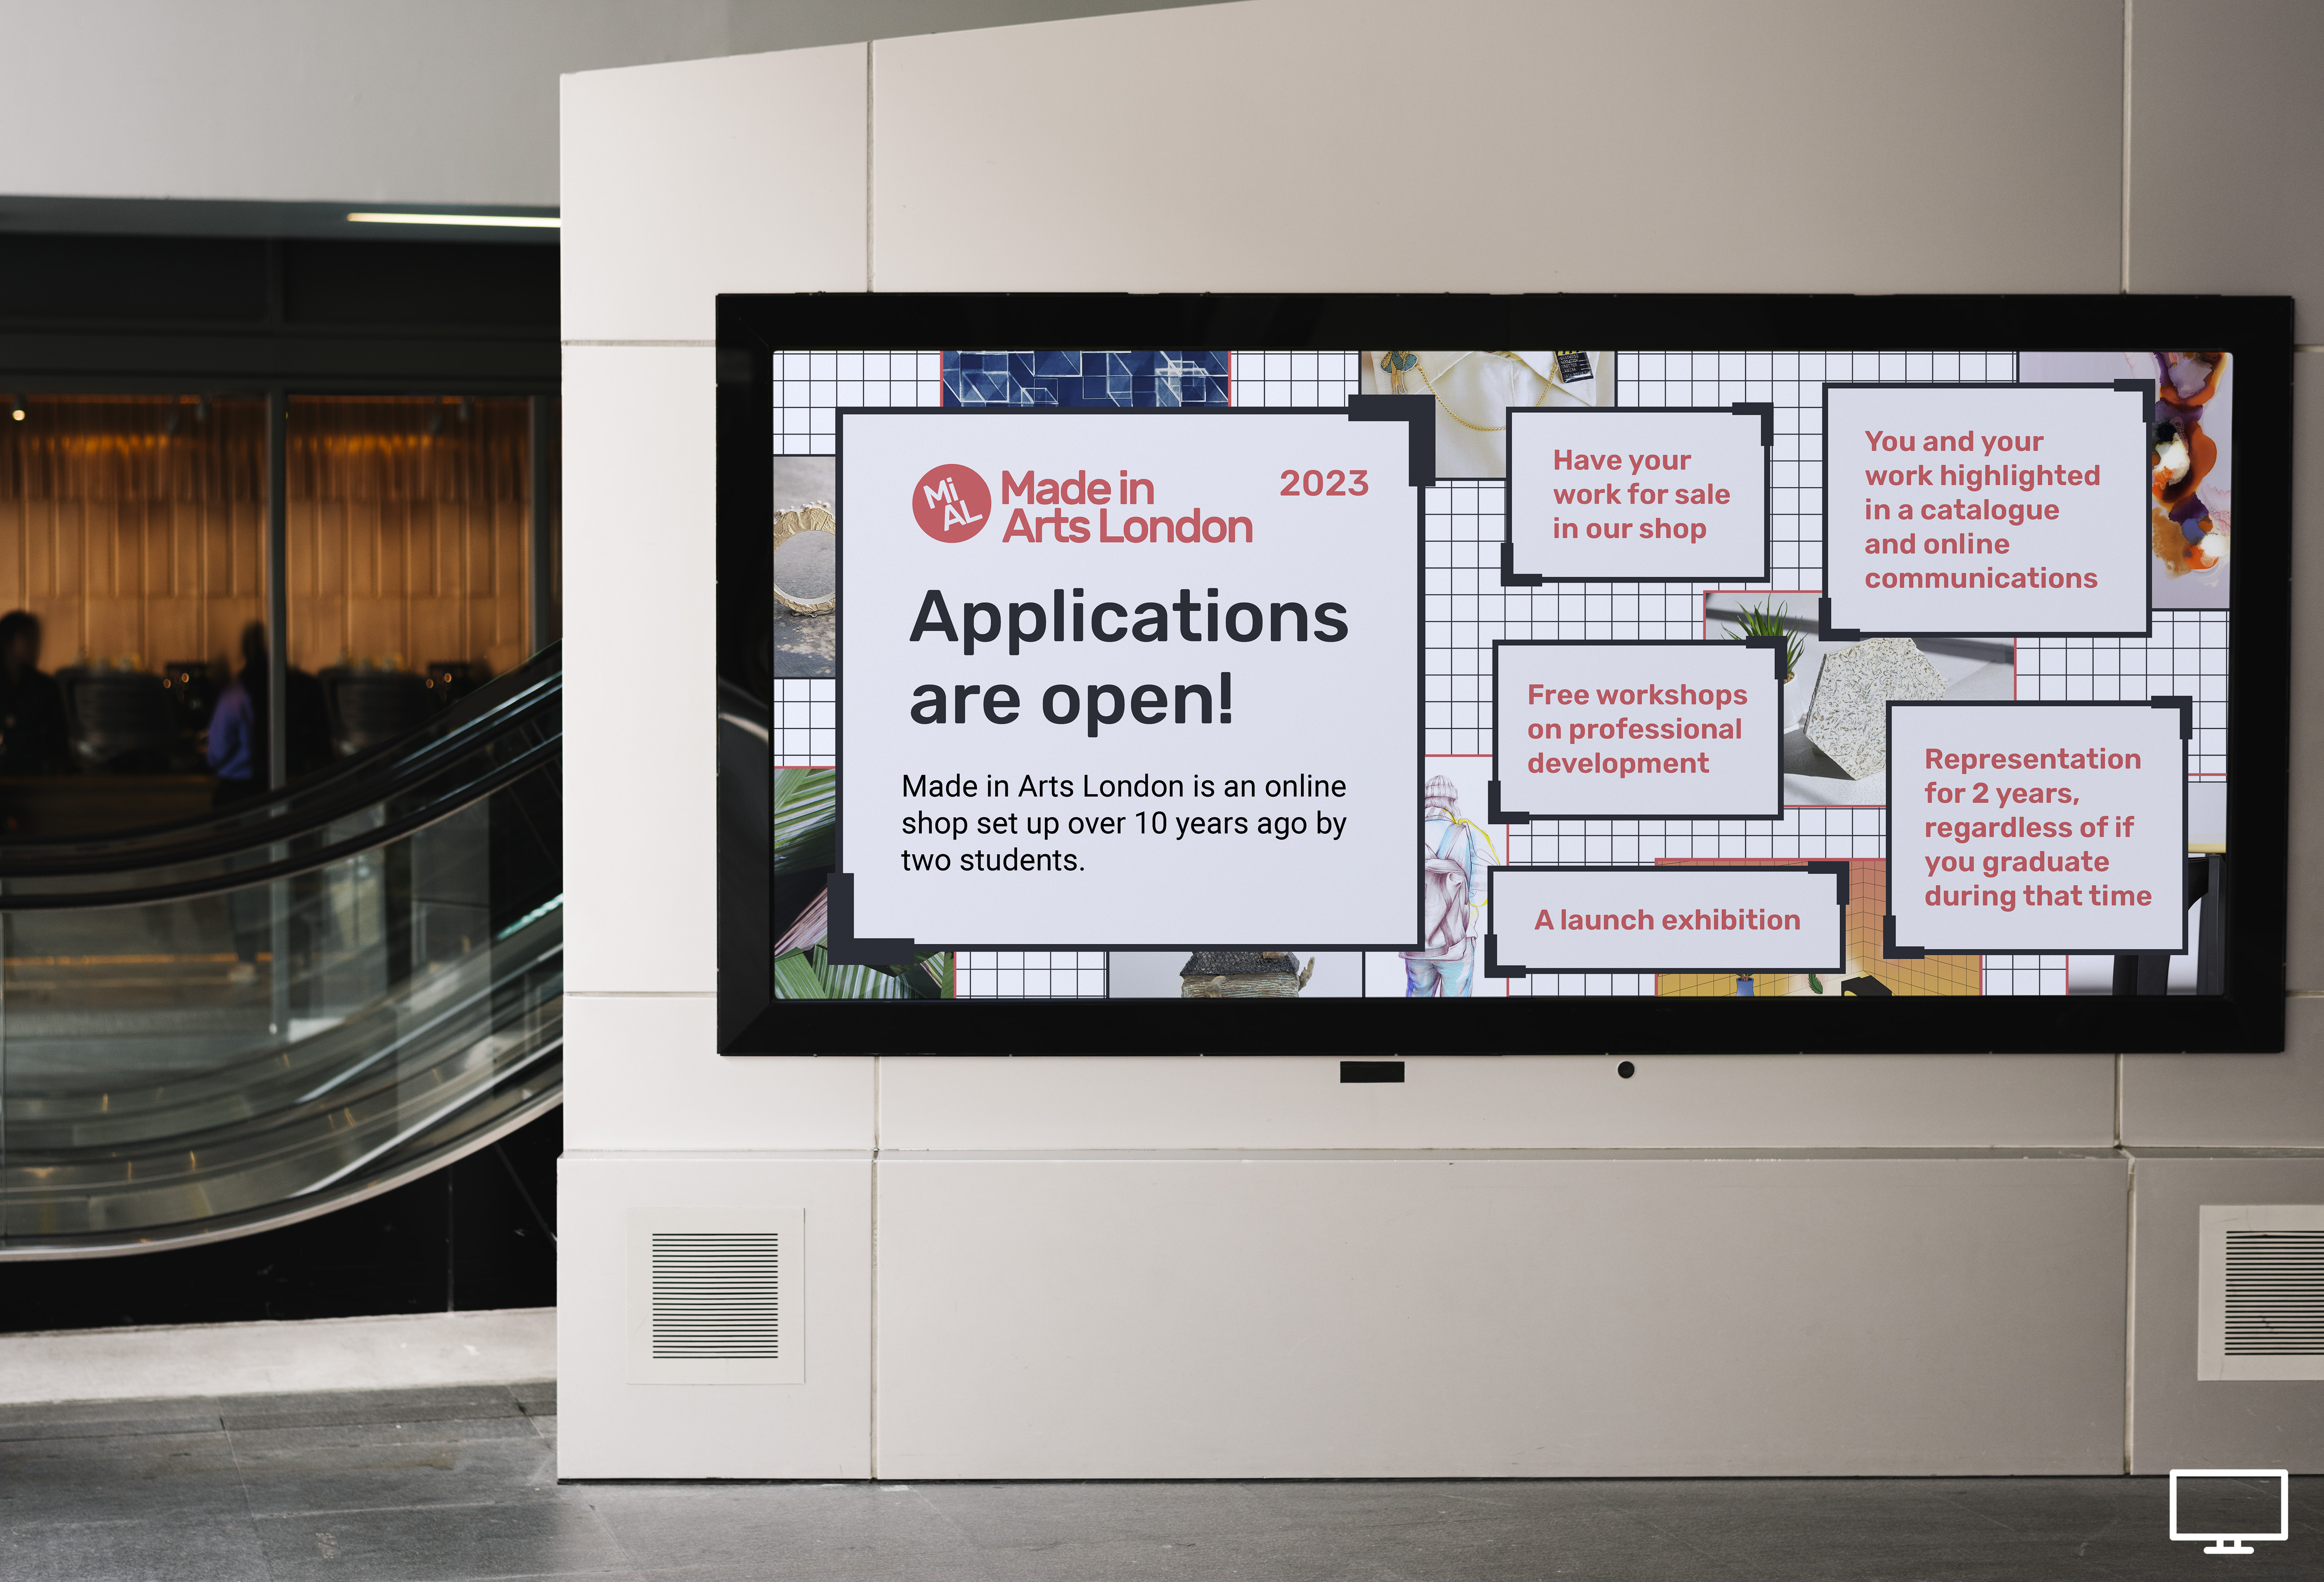 Mi
AL
Made in
Arts London
2023
Applications
are open!
Made in Arts London is an online
shop set up over 10 years ago by
two students.
Have your
work for sale
in our shop
You and your
work highlighted
in a catalogue
and online
communications
Free workshops
on professional
development
Representation
for 2 years,
regardless of if
you graduate
during that time
A launch exhibition